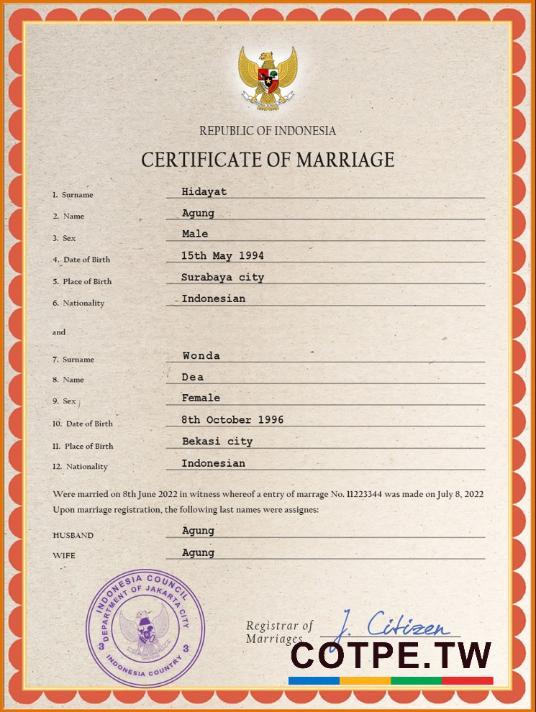 REPUBLIC OF INDONESIA
CERTIFICATE OF MARRIAGE
1. Surname Hidayat
2. Name Agung
3. Sex Male
4. Date of Birth 15th May 1994
5. Place of Birth Surabaya city
6. Nationality Indonesian
and
7. Surname Wonda
8. Name Dea
9. Sex Female
10. Date of Birth 8th October 1996
11. Place of Birth Bekasi city
12. Nationality Indonesian
Were married on 8th June 2022 in witness whereof a entry of marrage No. 11223344 was made on July 8, 2022
Upon marriage registration, the following last names were assignes:
HUSBAND Agung
WIFE Agung
INDONESIA COUNCIL
DEPARTMENT OF JAKARTA CITY
3 3
INDONESIA COUNTRY
Registrar of
Marriages
J. Citizen
COTPE.TW